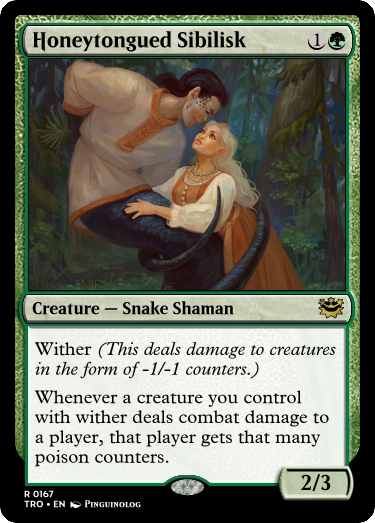 Honeytongued Sibilisk 1
Creature — Snake Shaman
Wither (This deals damage to creatures
in the form of -1/-1 counters.)
Whenever a creature you control
with wither deals combat damage to
a player, that player gets that many
poison counters.
2/3
R 0167
TRO • EN Pinguinolog